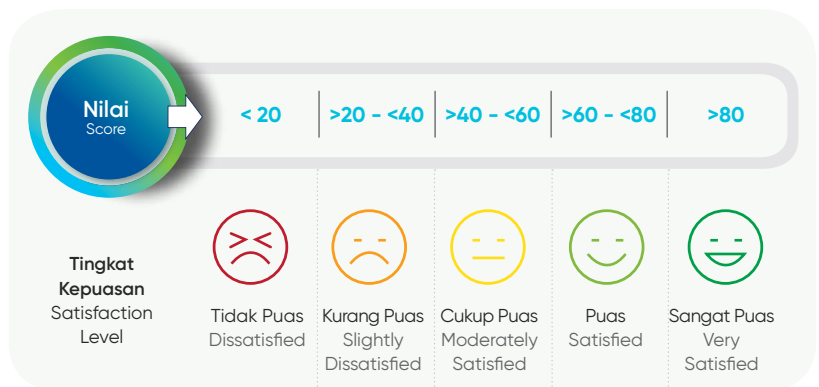 Nilai
Score
< 20
>20 - <40
>40 - <60
>60 - <80
>80
Tingkat
Kepuasan
Satisfaction
Level
Tidak Puas
Dissatisfied
Kurang Puas
Slightly
Dissatisfied
Cukup Puas
Moderately
Satisfied
Puas
Satisfied
Sangat Puas
Very
Satisfied